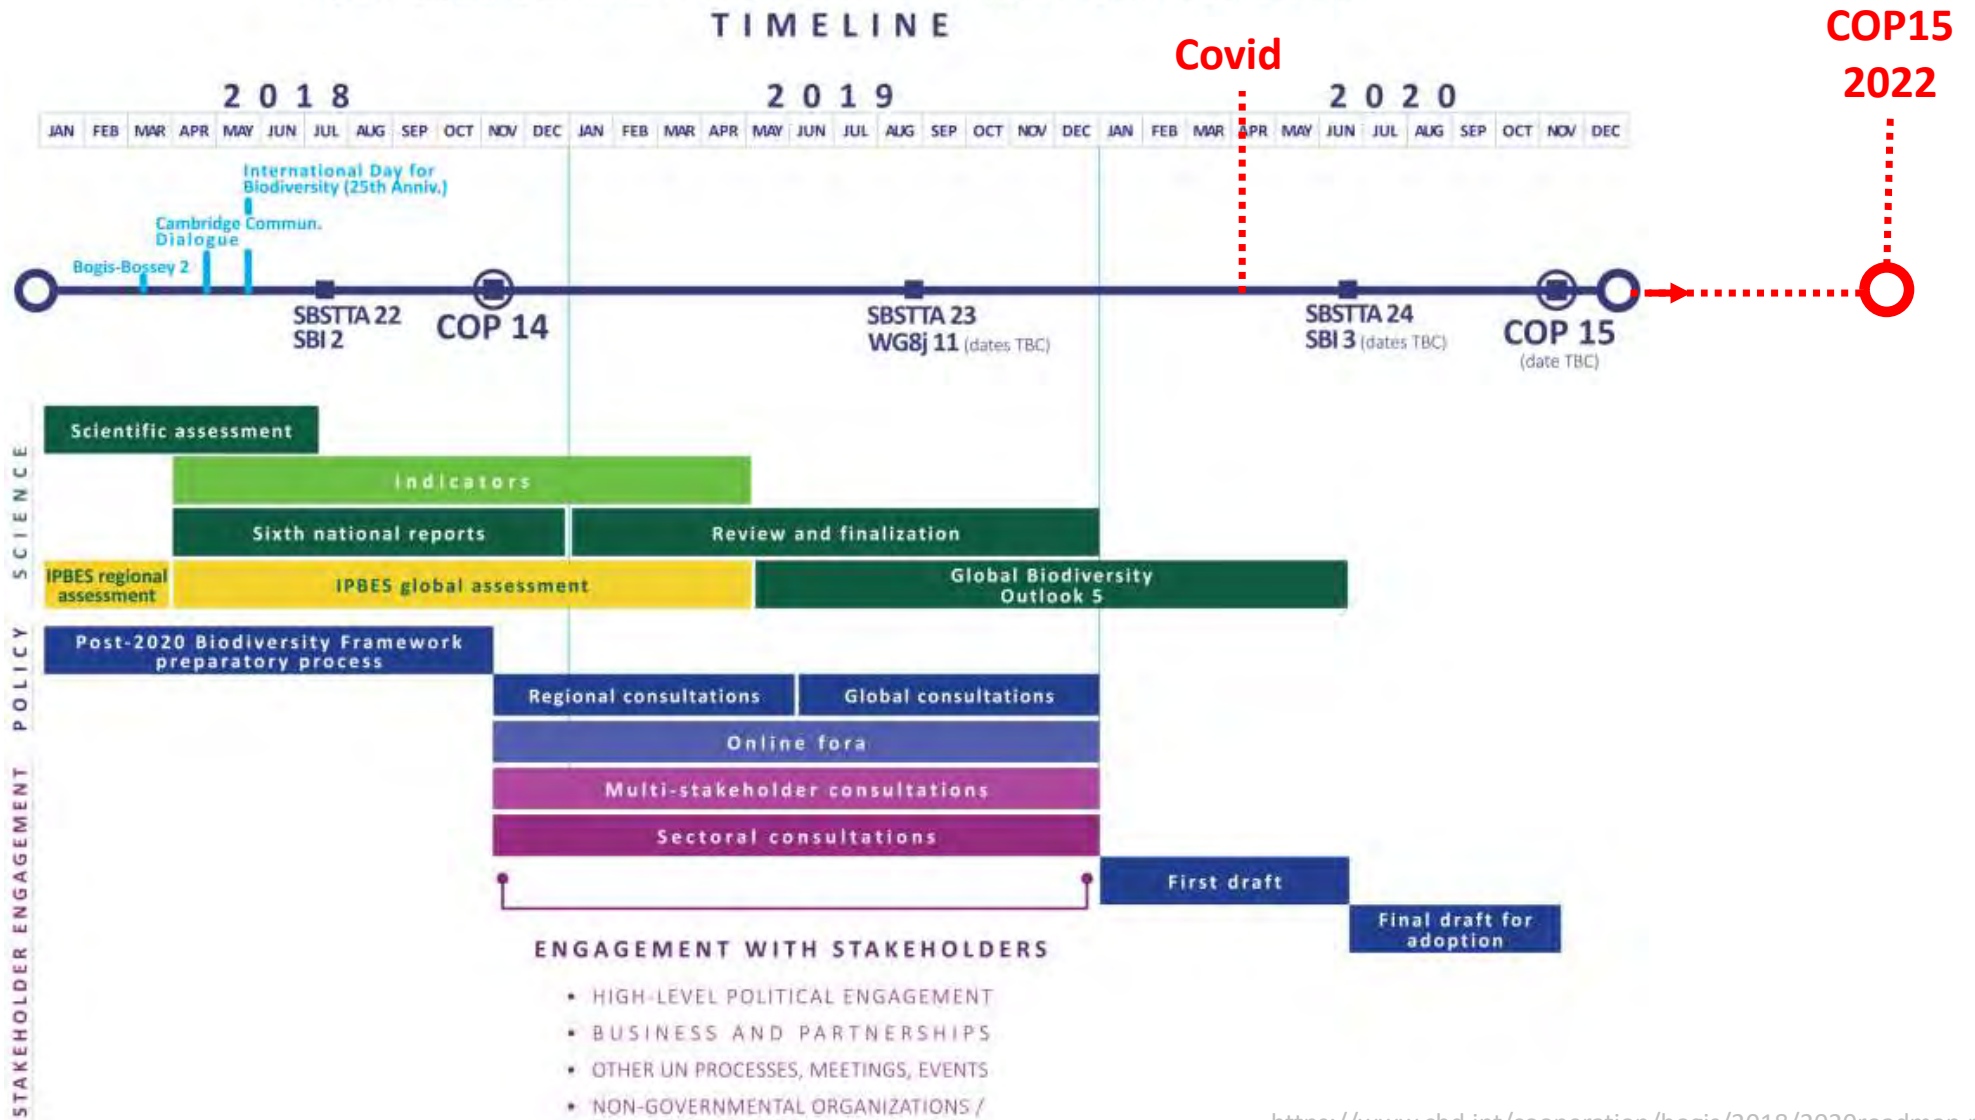 TIMELINE
Covid
COP15
2022
2018
2019
2020
JAN FEB MAR APR MAY JUN JUL AUG SEP OCT NOV DEC JAN FEB MAR APR MAY JUN JUL AUG SEP OCT NOV DEC JAN FEB MAR APR MAY JUN JUL AUG SEP OCT NOV DEC
International Day for
Biodiversity (25th Anniv.)
Cambridge Commun.
Dialogue
Bogis-Bossey 2
SBSTTA 22
SBI 2
COP 14
SBSTTA 23
WG8j 11 (dates TBC)
SBSTTA 24
SBI 3 (dates TBC)
COP 15
(date TBC)
SCIENCE
Scientific assessment
Indicators
Sixth national reports
Review and finalization
IPBES regional
assessment
IPBES global assessment
Global Biodiversity
Outlook 5
POLICY
Post-2020 Biodiversity Framework
preparatory process
Regional consultations
Global consultations
Online fora
STAKEHOLDER ENGAGEMENT
Multi-stakeholder consultations
Sectoral consultations
First draft
Final draft for
adoption
ENGAGEMENT WITH STAKEHOLDERS
• HIGH-LEVEL POLITICAL ENGAGEMENT
• BUSINESS AND PARTNERSHIPS
• OTHER UN PROCESSES, MEETINGS, EVENTS
• NON-GOVERNMENTAL ORGANIZATIONS /